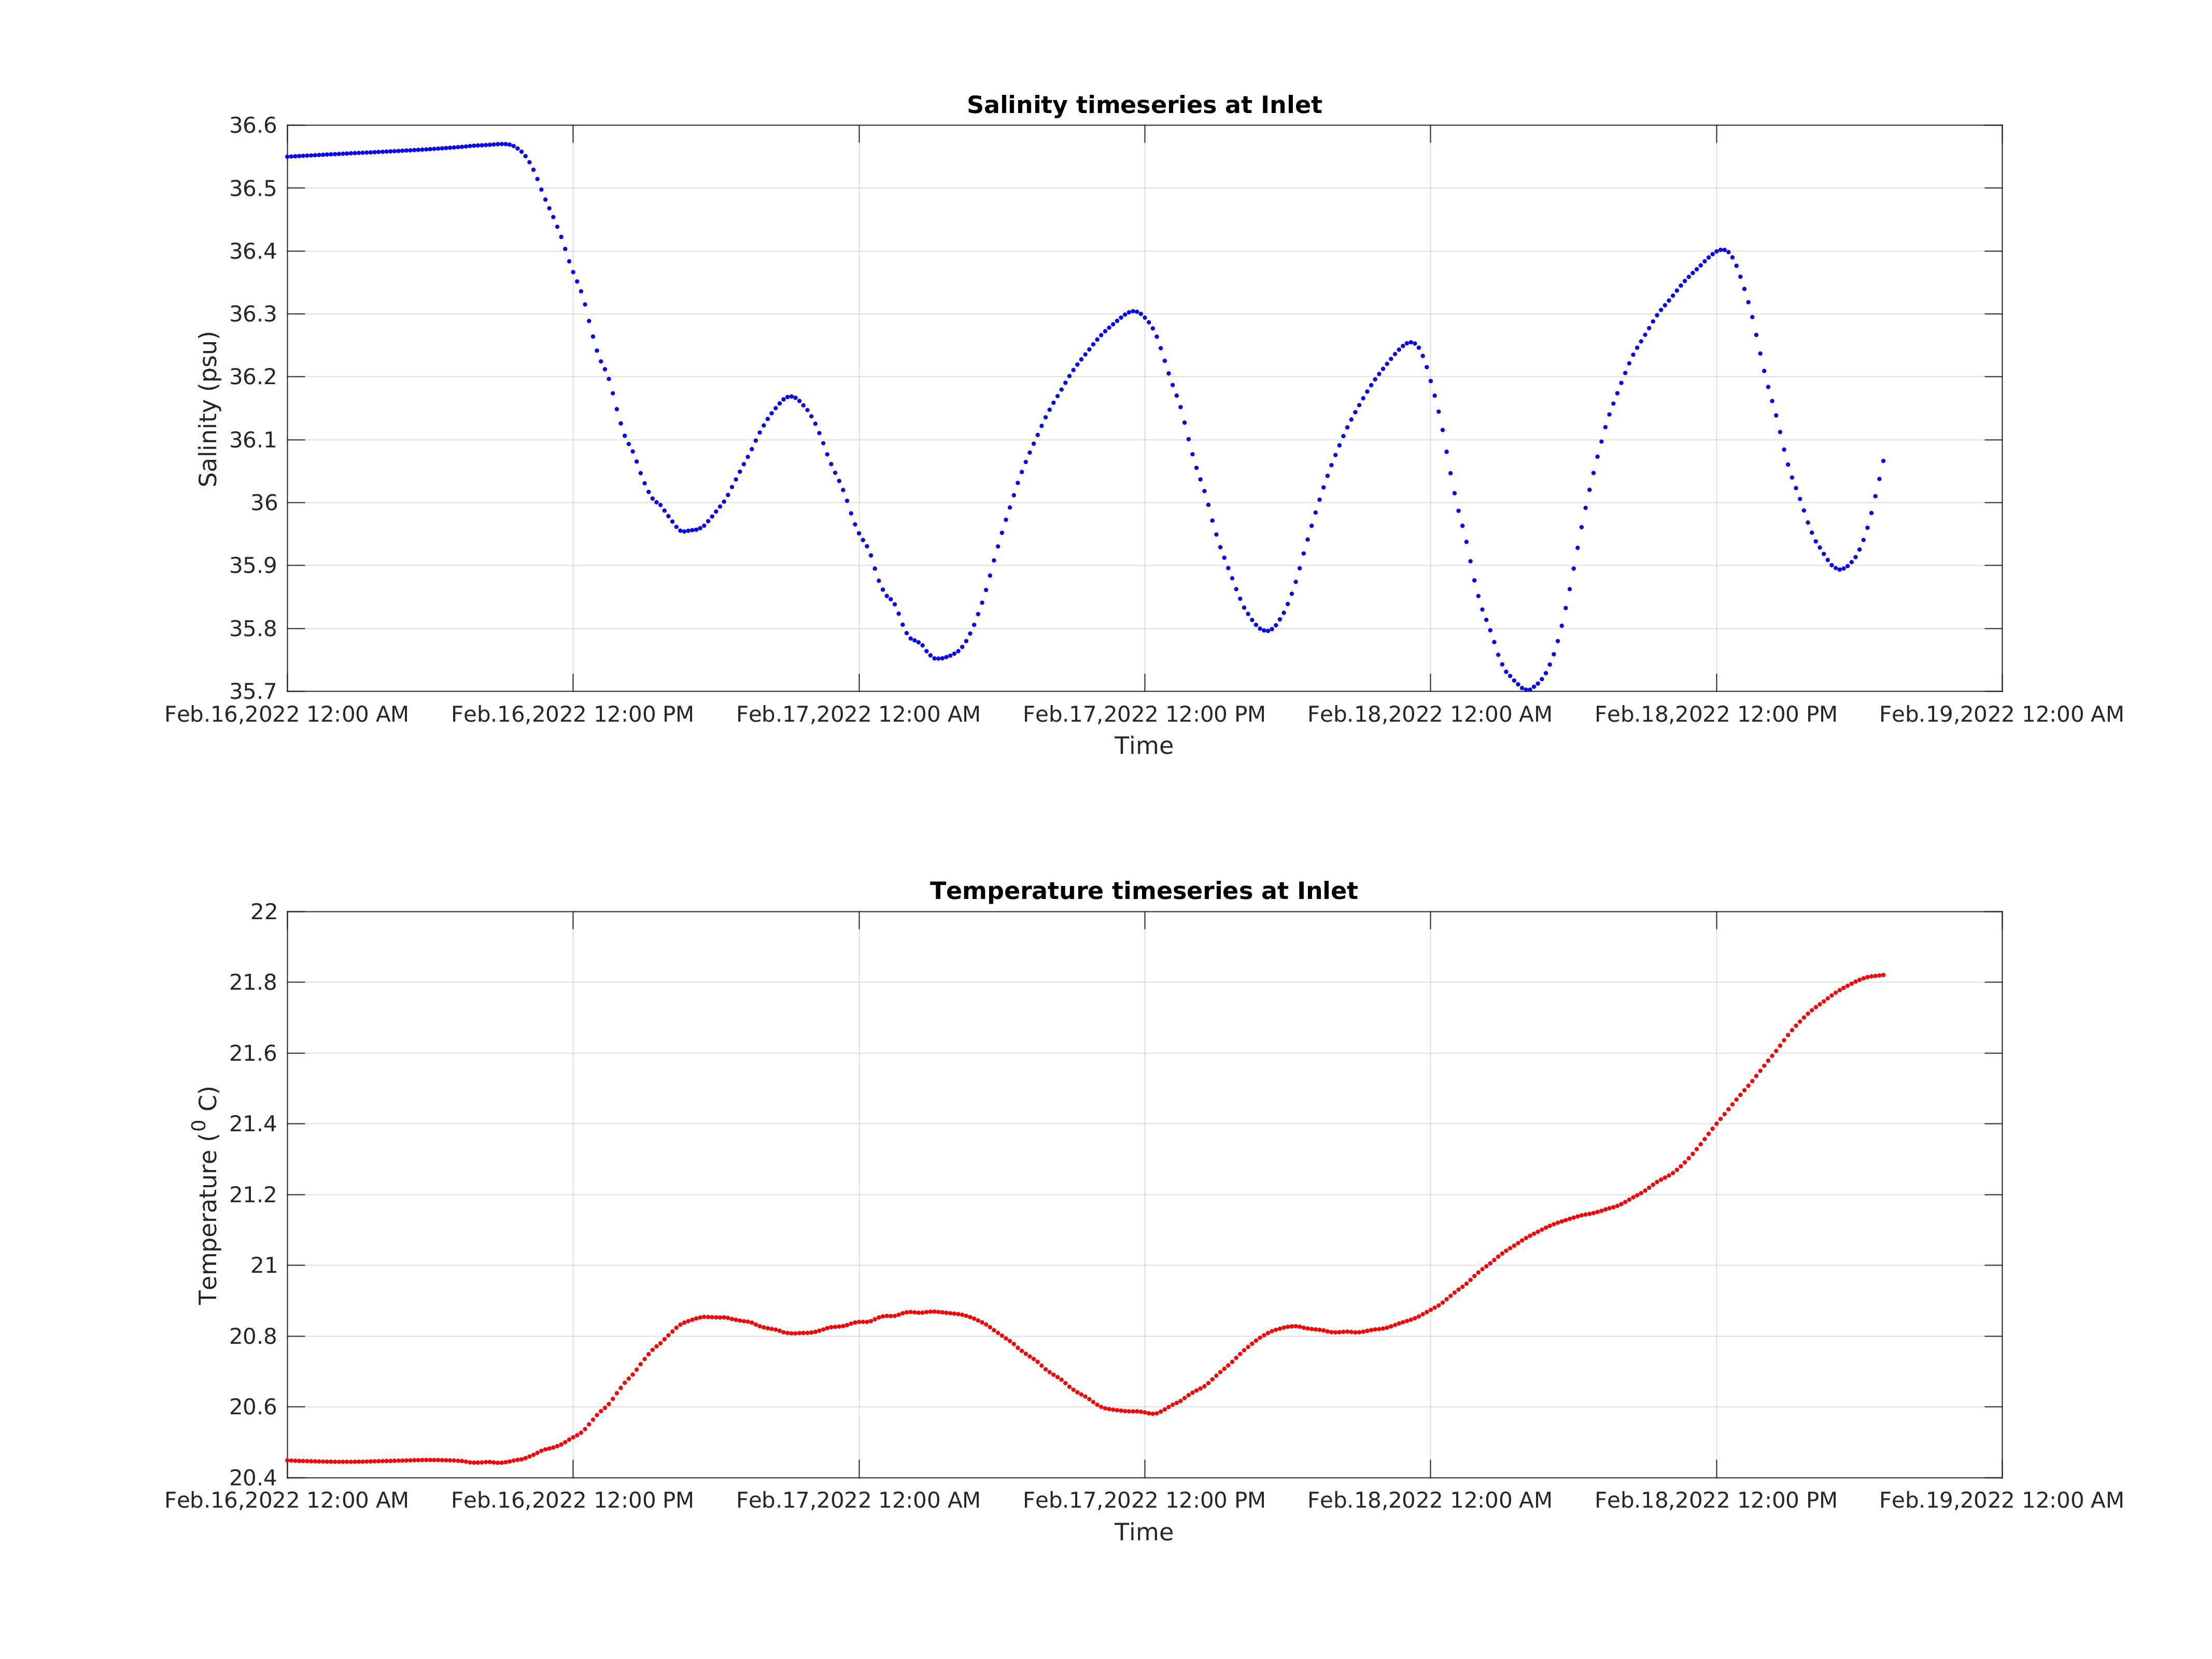 Salinity timeseries at Inlet
36.6
36.5
36.4
36.3
36.2
36.1
36
35.9
35.8
35.7
Salinity (psu)
Feb.16,2022 12:00 AM Feb.16,2022 12:00 PM Feb.17,2022 12:00 AM Feb.17,2022 12:00 PM Feb.18,2022 12:00 AM Feb.18,2022 12:00 PM Feb.19,2022 12:00 AM
Time
Temperature timeseries at Inlet
22
21.8
21.6
21.4
21.2
21
20.8
20.6
20.4
Temperature (⁰ C)
Feb.16,2022 12:00 AM Feb.16,2022 12:00 PM Feb.17,2022 12:00 AM Feb.17,2022 12:00 PM Feb.18,2022 12:00 AM Feb.18,2022 12:00 PM Feb.19,2022 12:00 AM
Time